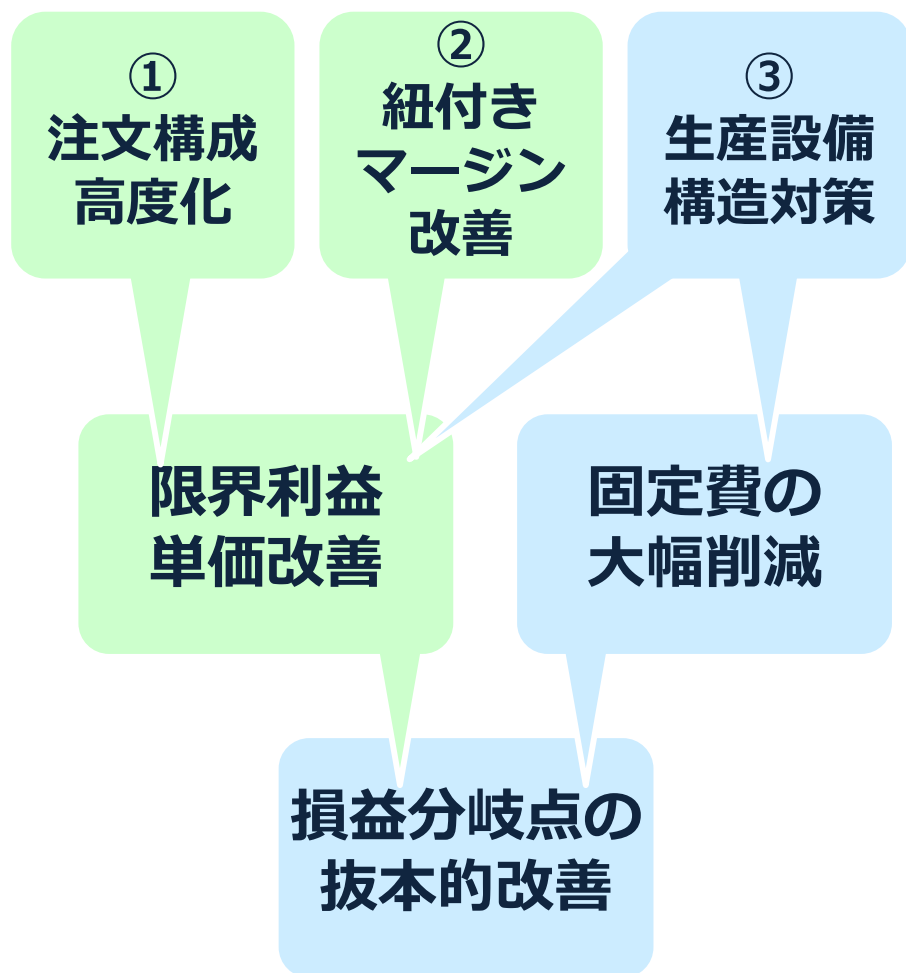 ①
注文構成
高度化
②
紐付き
マージン
改善
③
生産設備
構造対策
限界利益
単価改善
固定費の
大幅削減
損益分岐点の
抜本的改善